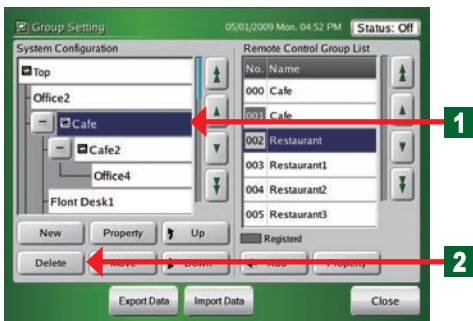 Group Setting 05/01/2009 Mon. 04:52 PM Status: Off
System Configuration
Top
Office2
Cafe
Cafe2
Office4
Flont Desk1
New Property Up
Delete Move Down
Remote Control Group List
No. Name
000 Cafe
001 Cafe
002 Restaurant
003 Restaurant1
004 Restaurant2
005 Restaurant3
Registerd
Add Property
Export Data Import Data Close
1
2